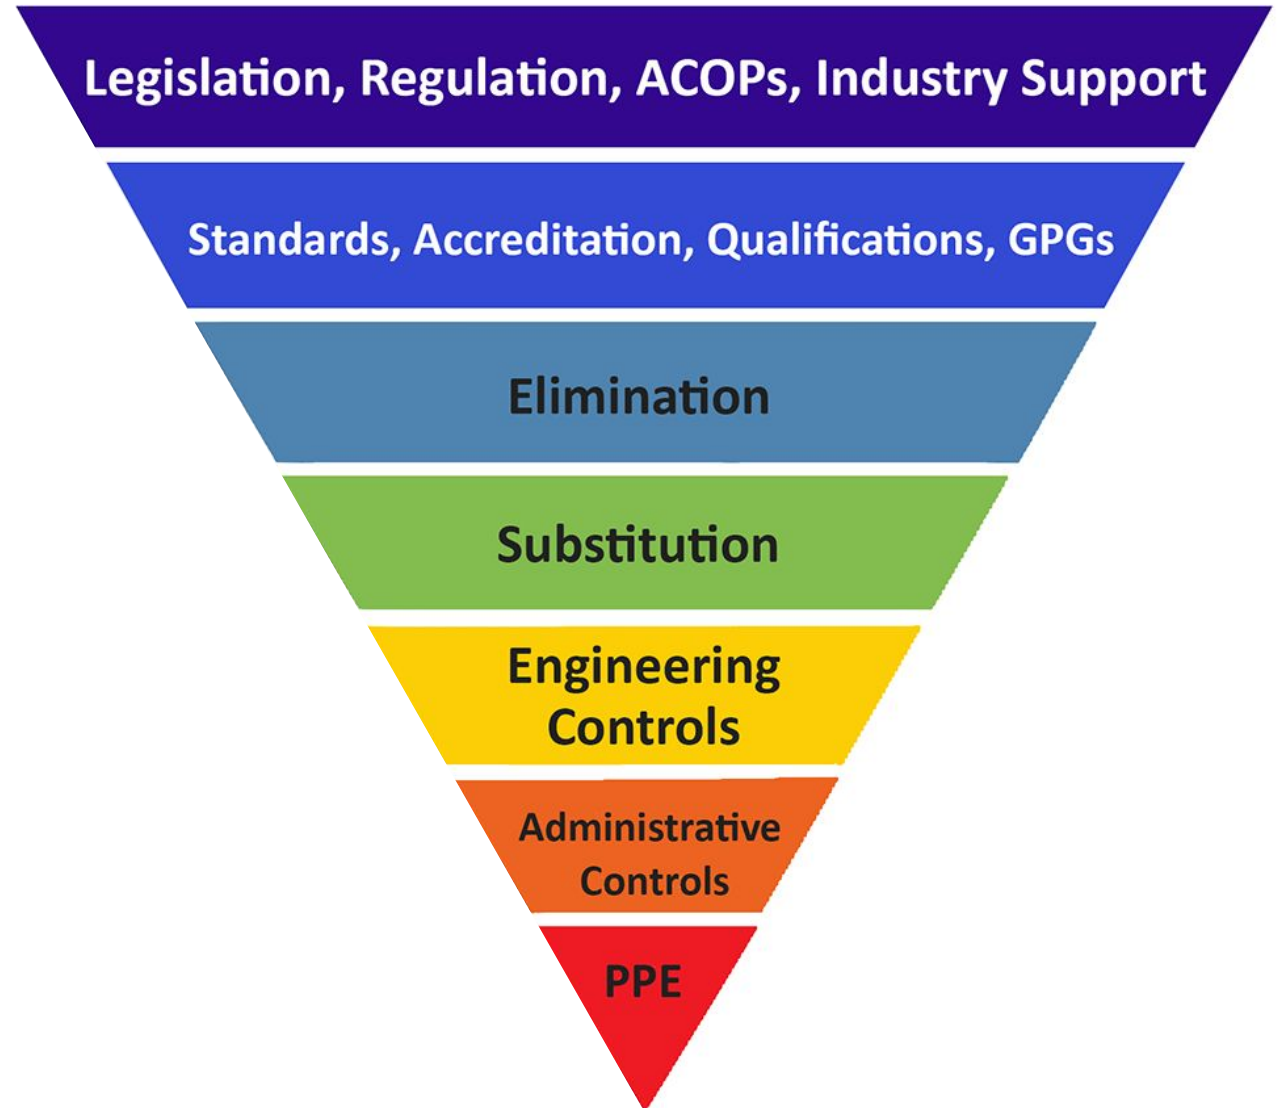 Legislation, Regulation, ACOPs, Industry Support
Standards, Accreditation, Qualifications, GPGs
Elimination
Substitution
Engineering
Controls
Administrative
Controls
PPE